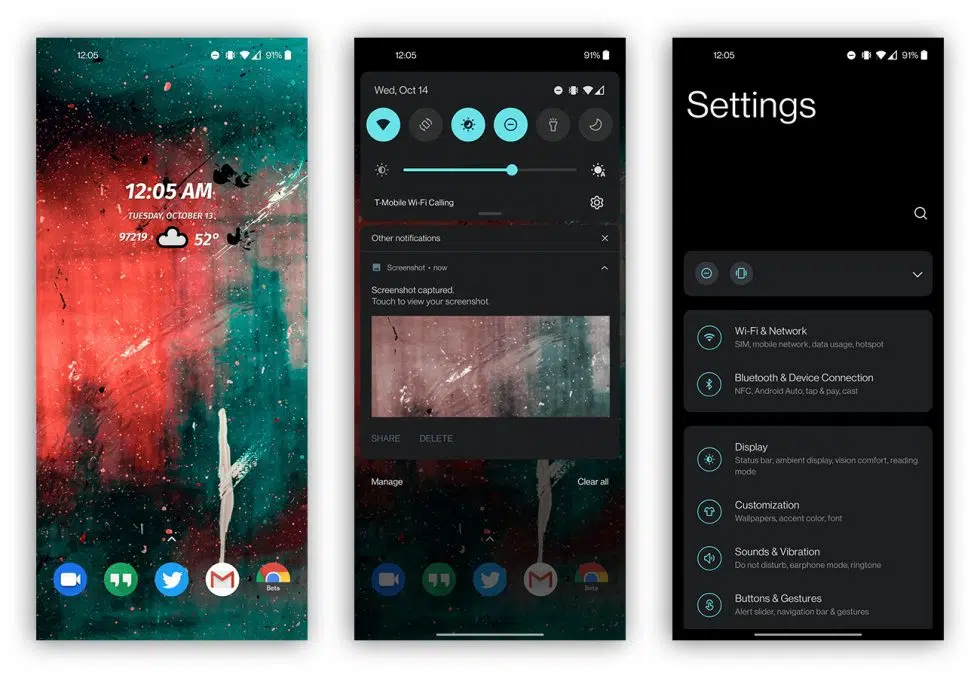 12:05
91%
12:05 AM
TUESDAY, OCTOBER 13
97219
52°
Beta
12:05
91%
Wed, Oct 14
T-Mobile Wi-Fi Calling
Other notifications
Screenshot • now
Screenshot captured.
Touch to view your screenshot.
SHARE DELETE
Manage Clear all
Beta
12:05
91%
Settings
Wi-Fi & Network
SIM, mobile network, data usage, hotspot
Bluetooth & Device Connection
NFC, Android Auto, tap & pay, cast
Display
Status bar, ambient display, vision comfort, reading
mode
Customization
Wallpapers, accent color, font
Sounds & Vibration
Do not disturb, earphone mode, ringtone
Buttons & Gestures
Alert slider, navigation bar & gestures